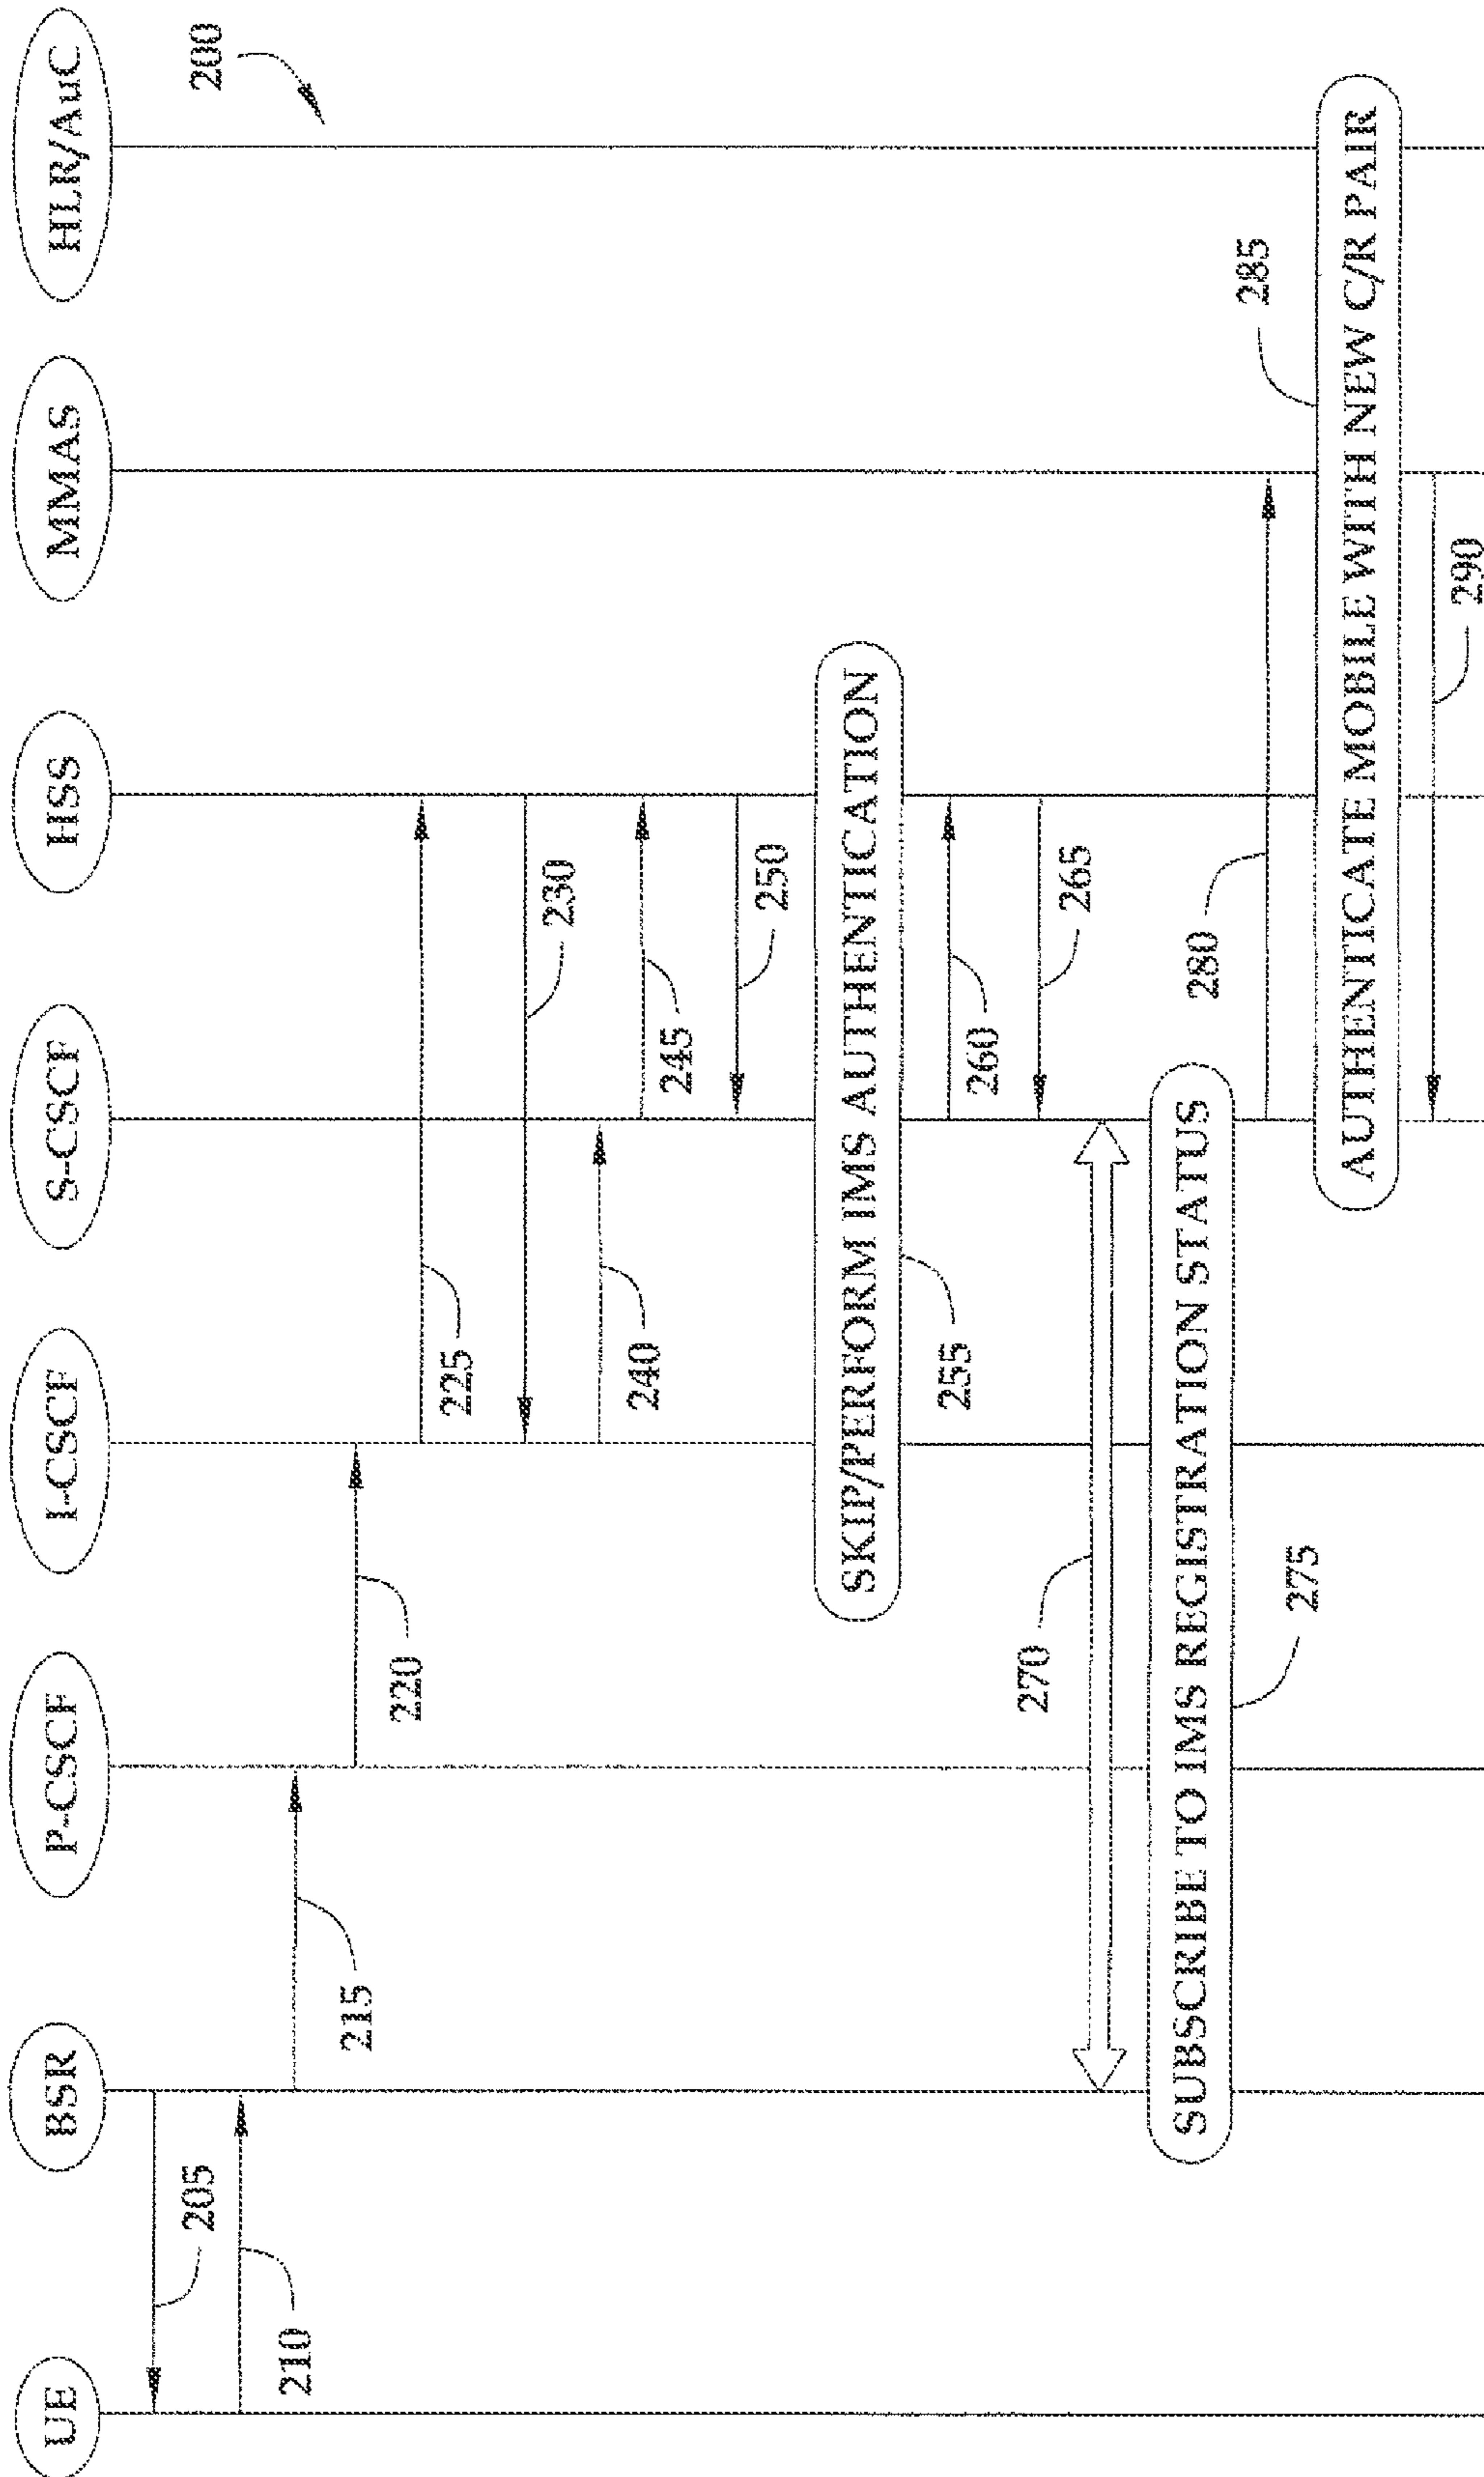 UE
BSR
P-CSCF
I-CSCF
S-CSCF
HSS
MMAS
HLR/AuC
200
205
210
215
220
225
230
240
245
250
SKIP/PERFORM IMS AUTHENTICATION
255
260
265
270
SUBSCRIBE TO IMS REGISTRATION STATUS
275
280
285
AUTHENTICATE MOBILE WITH NEW C/R PAIR
290